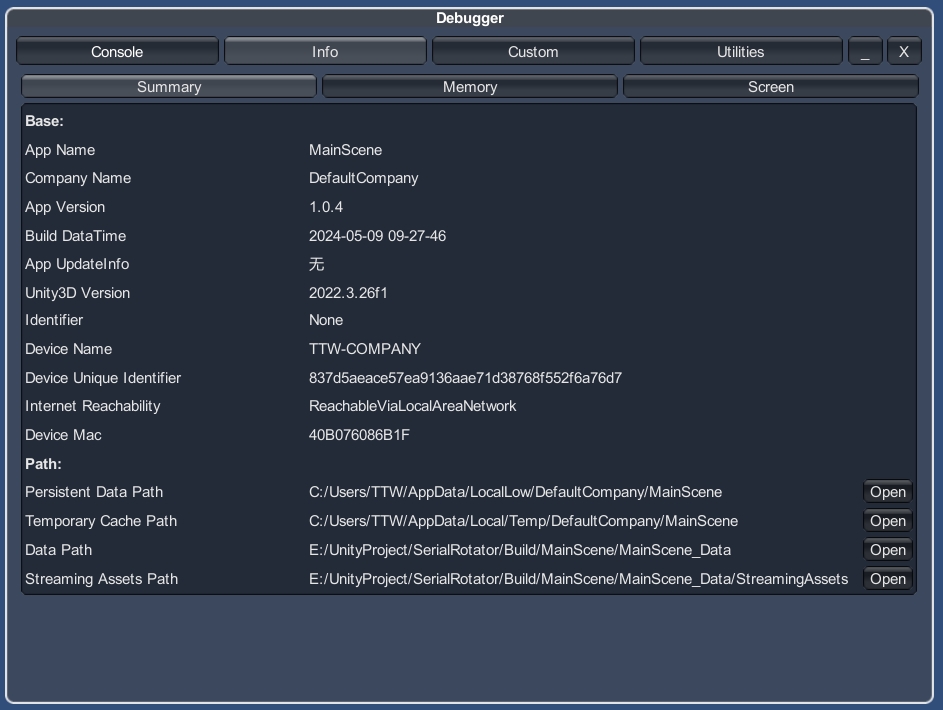 Debugger
Console Info Custom Utilities _ X
Summary Memory Screen
Base:
App Name MainScene
Company Name DefaultCompany
App Version 1.0.4
Build DataTime 2024-05-09 09-27-46
App UpdateInfo 无
Unity3D Version 2022.3.26f1
Identifier None
Device Name TTW-COMPANY
Device Unique Identifier 837d5aeace57ea9136aae71d38768f552f6a76d7
Internet Reachability ReachableViaLocalAreaNetwork
Device Mac 40B076086B1F
Path:
Persistent Data Path C:/Users/TTW/AppData/LocalLow/DefaultCompany/MainScene Open
Temporary Cache Path C:/Users/TTW/AppData/Local/Temp/DefaultCompany/MainScene Open
Data Path E:/UnityProject/SerialRotator/Build/MainScene/MainScene_Data Open
Streaming Assets Path E:/UnityProject/SerialRotator/Build/MainScene/MainScene_Data/StreamingAssets Open